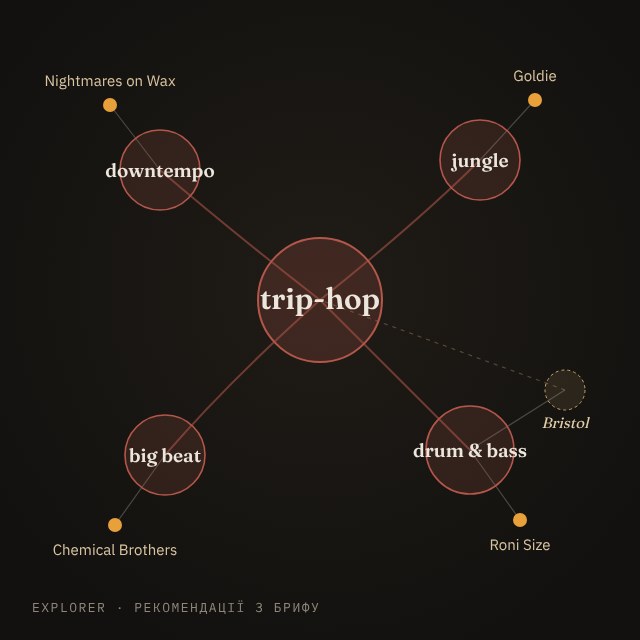 Goldie
Nightmares on Wax
jungle
downtempo
trip-hop
Bristol
drum & bass
big beat
Roni Size
Chemical Brothers
EXPLORER · РЕКОМЕНДАЦІЇ З БРИФУ